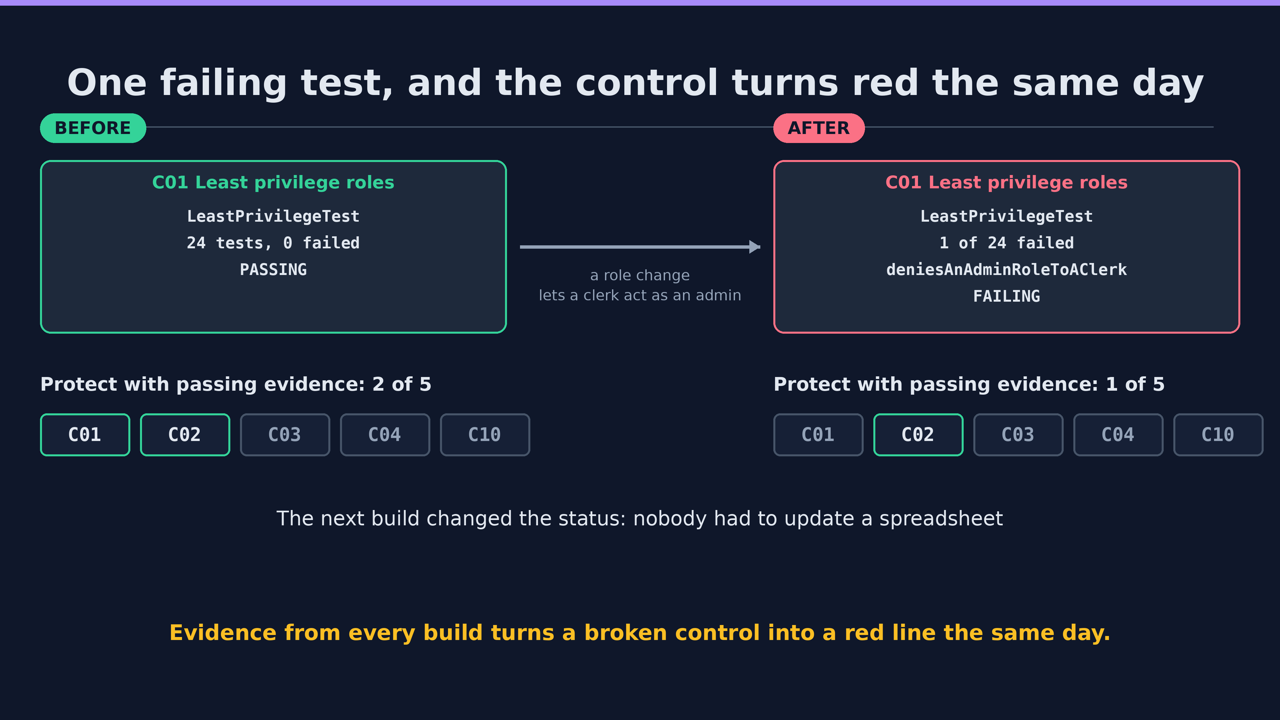 One failing test, and the control turns red the same day
BEFORE
AFTER
C01 Least privilege roles
LeastPrivilegeTest
24 tests, 0 failed
PASSING
a role change
lets a clerk act as an admin
C01 Least privilege roles
LeastPrivilegeTest
1 of 24 failed
deniesAnAdminRoleToAClerk
FAILING
Protect with passing evidence: 2 of 5
C01 C02 C03 C04 C10
Protect with passing evidence: 1 of 5
C01 C02 C03 C04 C10
The next build changed the status: nobody had to update a spreadsheet
Evidence from every build turns a broken control into a red line the same day.